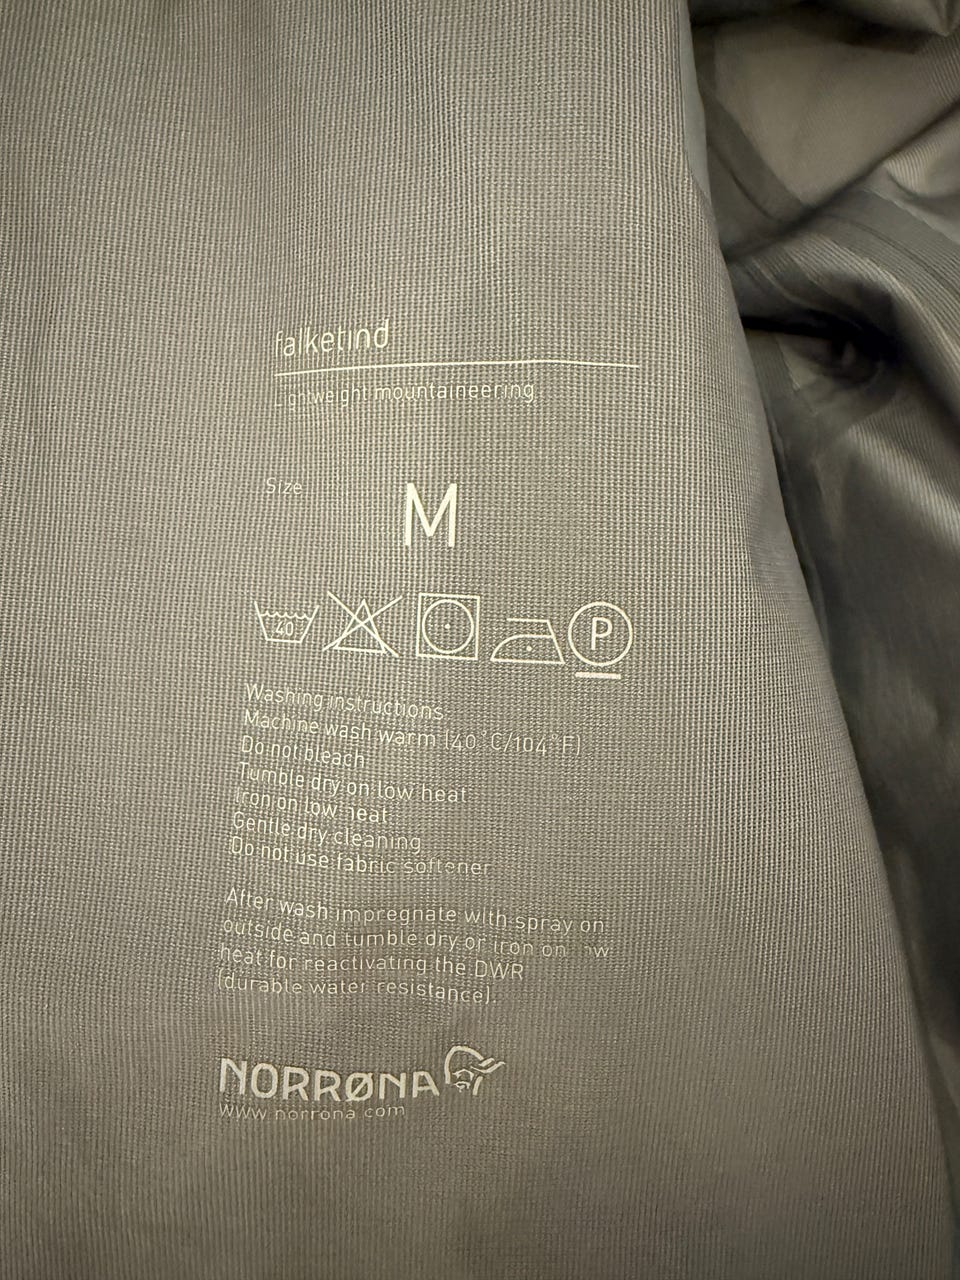 falketind
Lightweight mountaineering
Size
M
40
P
Washing instructions
Machine wash warm (40°C/104°F)
Do not bleach
Tumble dry on low heat
Iron on low heat
Gentle dry cleaning
Do not use fabric softener
After wash impregnate with spray on
outside and tumble dry or iron on low
heat for reactivating the DWR
(durable water resistance).
NORRØNA
www.norrona.com